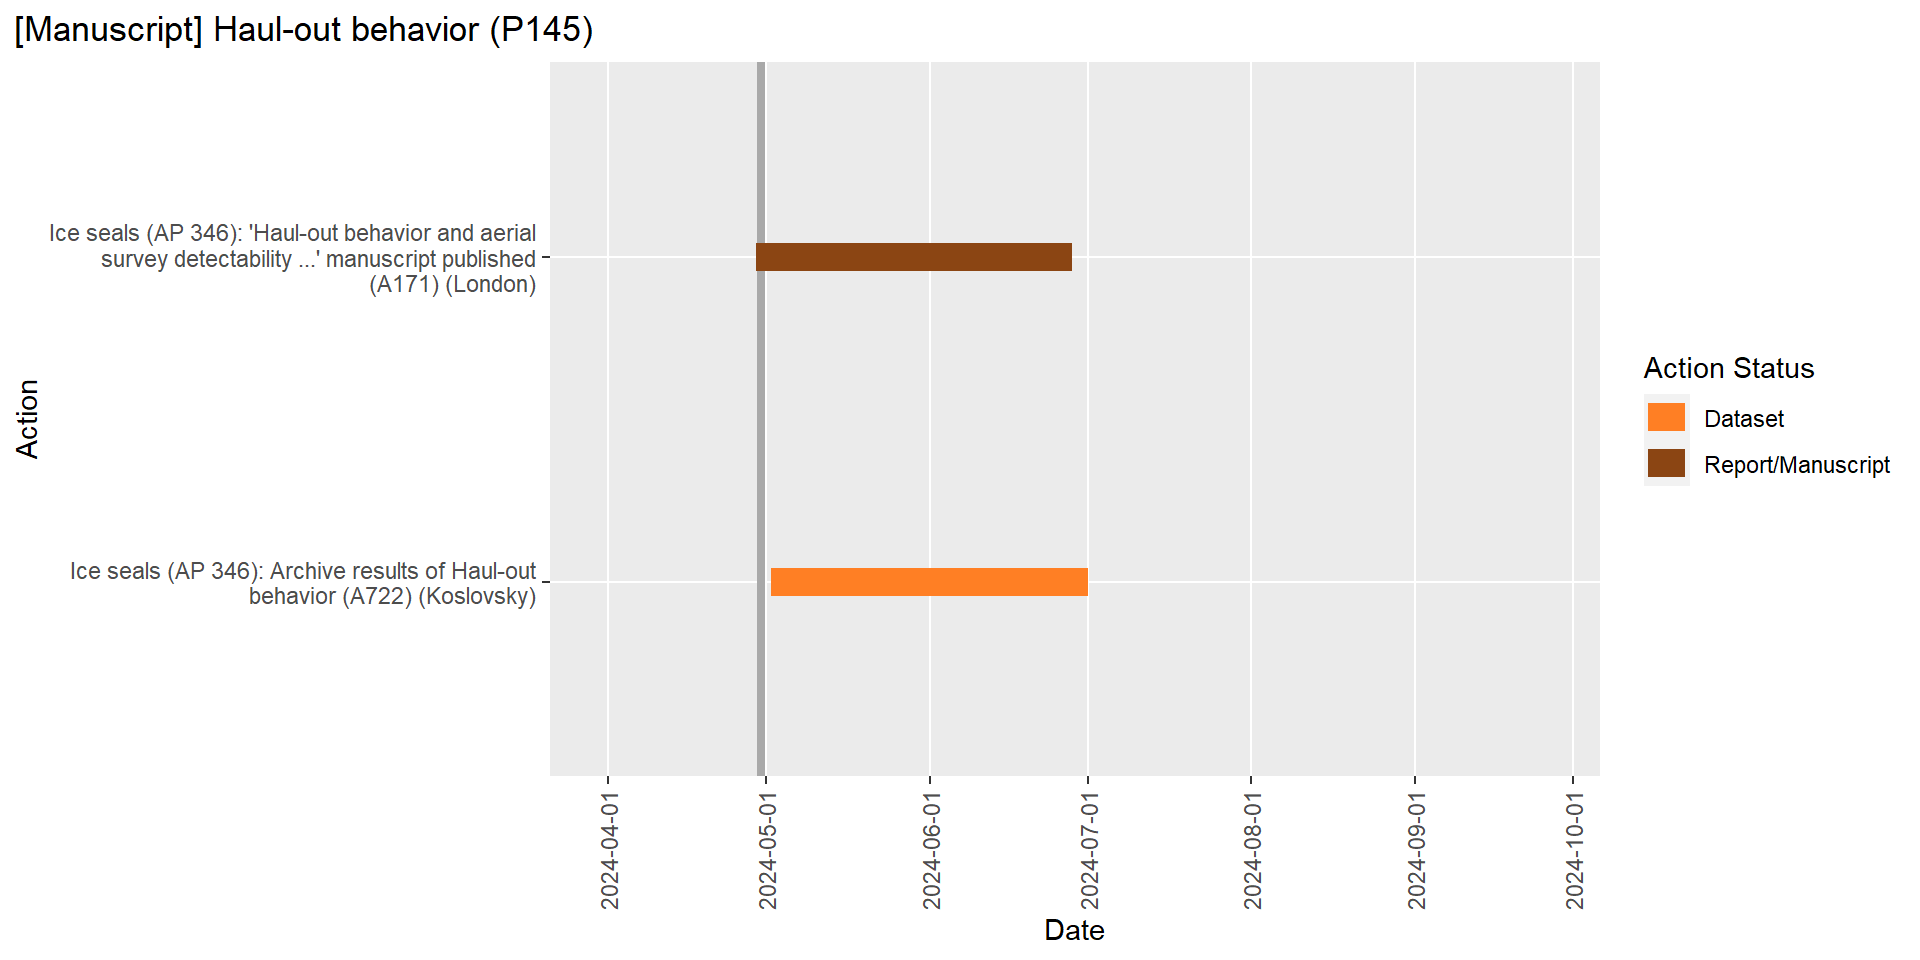 [Manuscript] Haul-out behavior (P145)
Ice seals (AP 346): 'Haul-out behavior and aerial
survey detectability ...' manuscript published
(A171) (London)
Action
Ice seals (AP 346): Archive results of Haul-out
behavior (A722) (Koslovsky)
Action Status
Dataset
Report/Manuscript
2024-04-01
2024-05-01
2024-06-01
2024-07-01
2024-08-01
2024-09-01
2024-10-01
Date